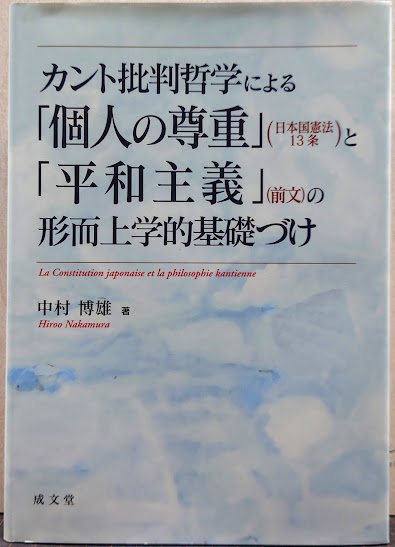 カント批判哲学による
「個人の尊重」(日本国憲法13条)と
「平和主義」(前文)の
形而上学的基礎づけ
La Constitution japonaise et la philosophie kantienne
中村 博雄 著
Hiroo Nakamura
成文堂